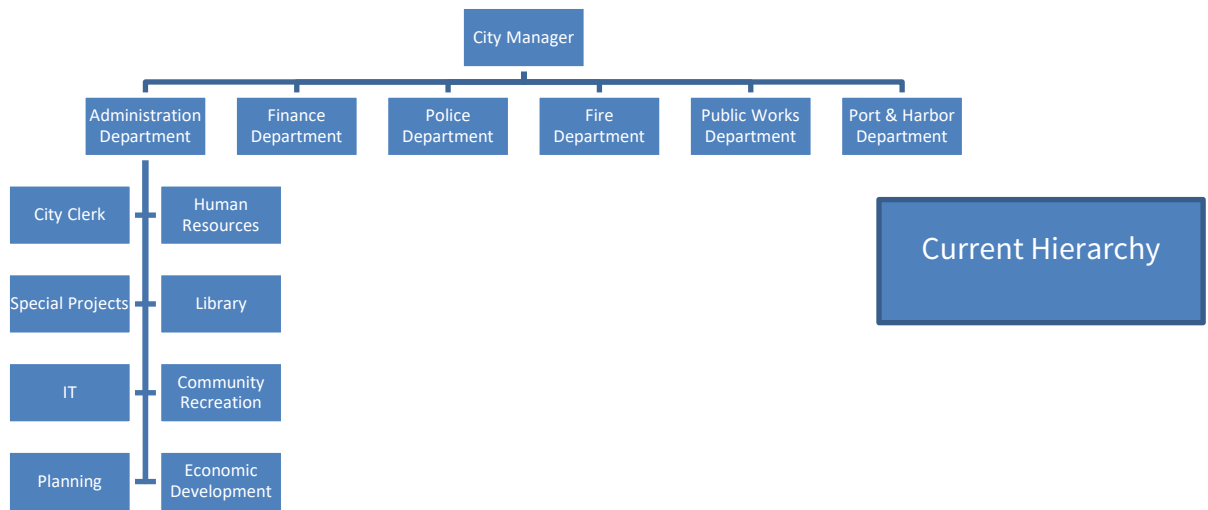 City Manager
Administration
Department
Finance
Department
Police
Department
Fire
Department
Public Works
Department
Port & Harbor
Department
City Clerk
Human
Resources
Current Hierarchy
Special Projects
Library
IT
Community
Recreation
Planning
Economic
Development